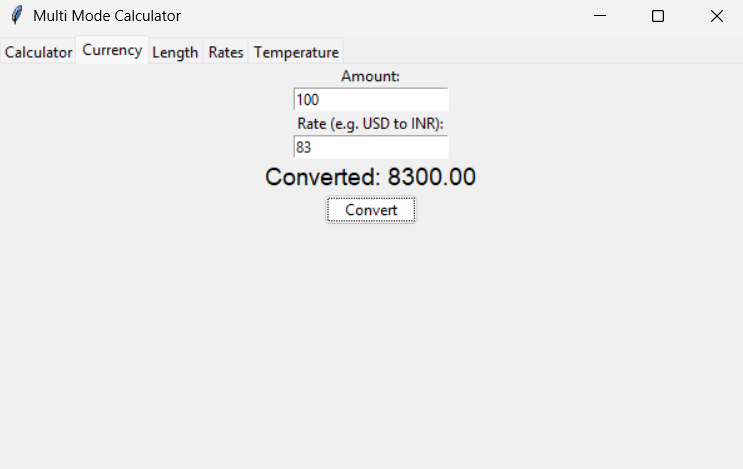 Multi Mode Calculator
Calculator Currency Length Rates Temperature
Amount:
100
Rate (e.g. USD to INR):
83
Converted: 8300.00
Convert